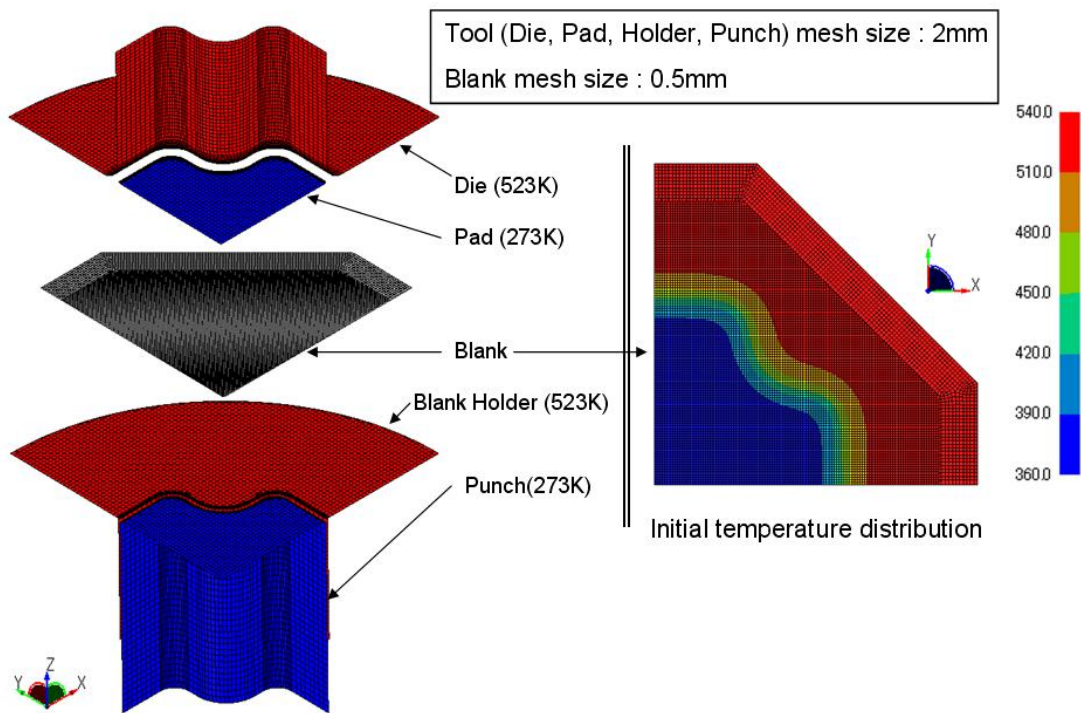 Tool (Die, Pad, Holder, Punch) mesh size : 2mm
Blank mesh size : 0.5mm
Die (523K)
Pad (273K)
Blank
Blank Holder (523K)
Punch(273K)
Z
Y
X
Y
X
540.0
510.0
480.0
450.0
420.0
390.0
360.0
Initial temperature distribution